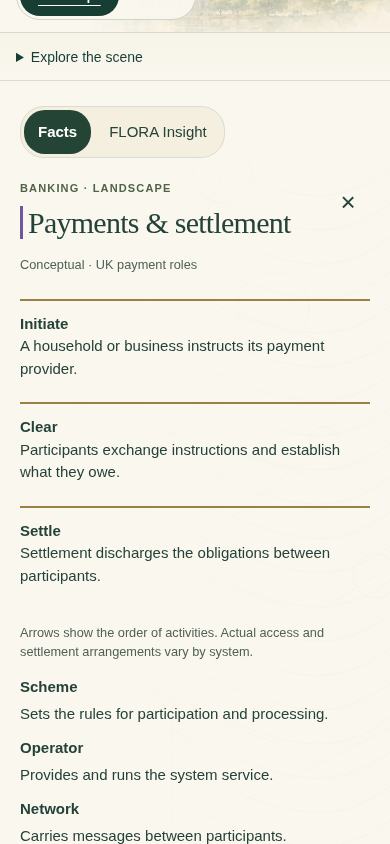 Explore the scene
Facts
FLORA Insight
BANKING · LANDSCAPE
Payments & settlement
Conceptual · UK payment roles
Initiate
A household or business instructs its payment
provider.
Clear
Participants exchange instructions and establish
what they owe.
Settle
Settlement discharges the obligations between
participants.
Arrows show the order of activities. Actual access and
settlement arrangements vary by system.
Scheme
Sets the rules for participation and processing.
Operator
Provides and runs the system service.
Network
Carries messages between participants.